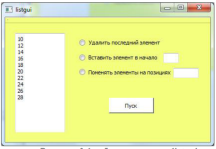 listgui
10
12
14
16
18
20
22
24
26
28
Удалить последний элемент
Вставить элемент в начало
Поменять элементы на позициях
Пуск